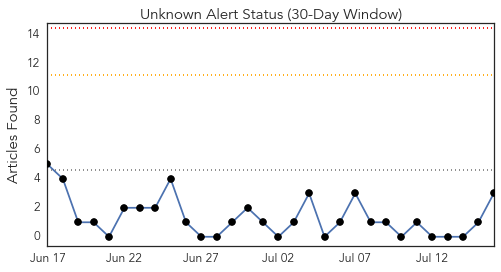 Unknown Alert Status (30-Day Window)
Articles Found
14
12
10
8
6
4
2
0
Jun 17 Jun 22 Jun 27 Jul 02 Jul 07 Jul 12